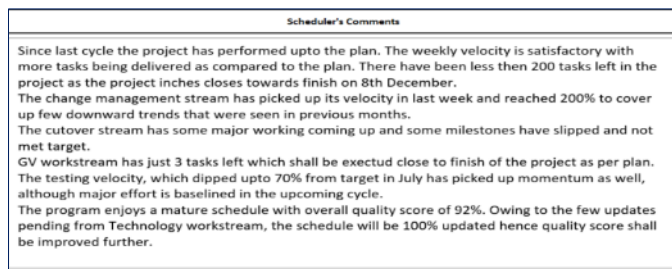 Scheduler's Comments
Since last cycle the project has performed upto the plan. The weekly velocity is satisfactory with
more tasks being delivered as compared to the plan. There have been less then 200 tasks left in the
project as the project inches closes towards finish on 8th December.
The change management stream has picked up its velocity in last week and reached 200% to cover
up few downward trends that were seen in previous months.
The cutover stream has some major working coming up and some milestones have slipped and not
met target.
GV workstream has just 3 tasks left which shall be exectud close to finish of the project as per plan.
The testing velocity, which dipped upto 70% from target in July has picked up momentum as well,
although major effort is baselined in the upcoming cycle.
The program enjoys a mature schedule with overall quality score of 92%. Owing to the few updates
pending from Technology workstream, the schedule will be 100% updated hence quality score shall
be improved further.